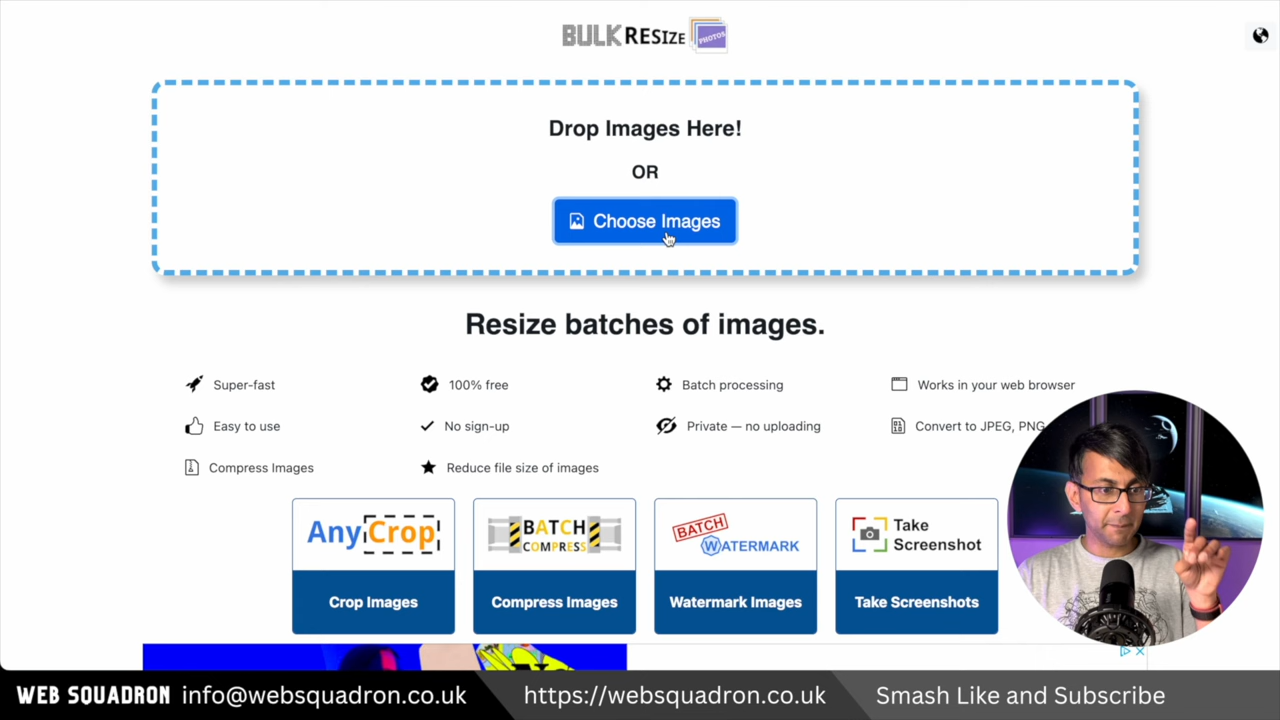 BULKRESIZE PHOTOS
Drop Images Here!
OR
Choose Images
Resize batches of images.
Super-fast
100% free
Batch processing
Works in your web browser
Easy to use
No sign-up
Private — no uploading
Convert to JPEG, PNG
Compress Images
Reduce file size of images
AnyCrop
BATCH
COMPRESS
BATCH
WATERMARK
Take
Screenshot
Crop Images
Compress Images
Watermark Images
Take Screenshots
WEB SQUADRON info@websquadron.co.uk https://websquadron.co.uk Smash Like and Subscribe